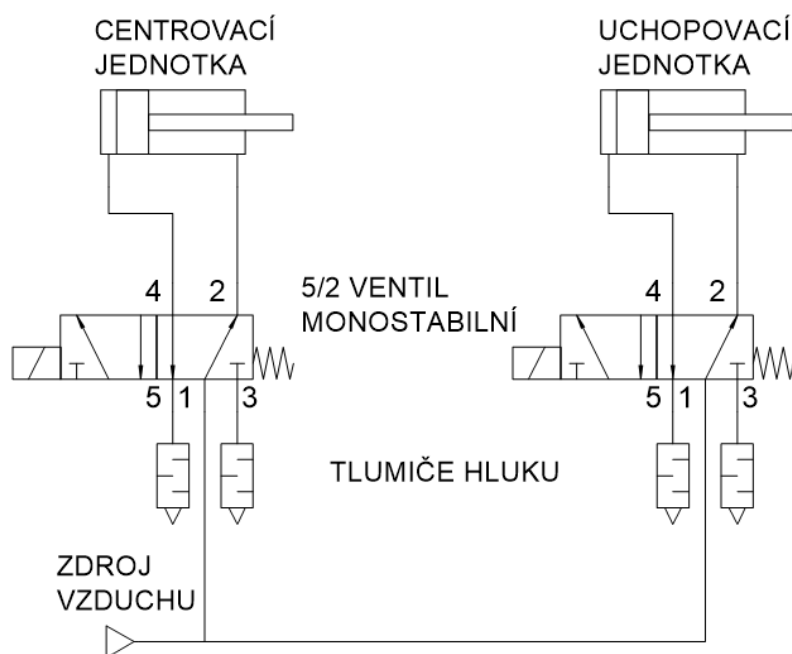 CENTROVACÍ
JEDNOTKA
UCHOPOVACÍ
JEDNOTKA
4 2
5/2 VENTIL
MONOSTABILNÍ
4 2
5 1 3
5 1 3
TLUMIČE HLUKU
ZDROJ
VZDUCHU